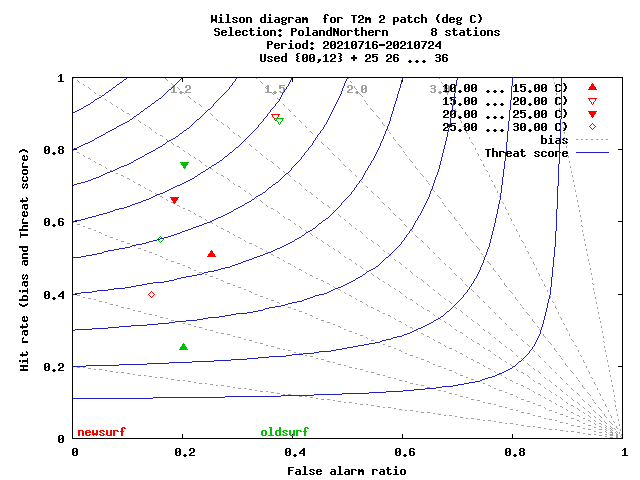 Wilson diagram  for T2m 2 patch (deg C)
Selection: PolandNorthern      8 stations
Period: 20210716-20210724
Used {00,12} + 25 26 ... 36
1
0.8
0.6
0.4
0.2
0
Hit rate (bias and Threat score)
1.2 1.5 2.0 3.
10.00 ... 15.00 C)
15.00 ... 20.00 C)
20.00 ... 25.00 C)
25.00 ... 30.00 C)
bias
Threat score
newsurf oldsurf
0 0.2 0.4 0.6 0.8 1
False alarm ratio